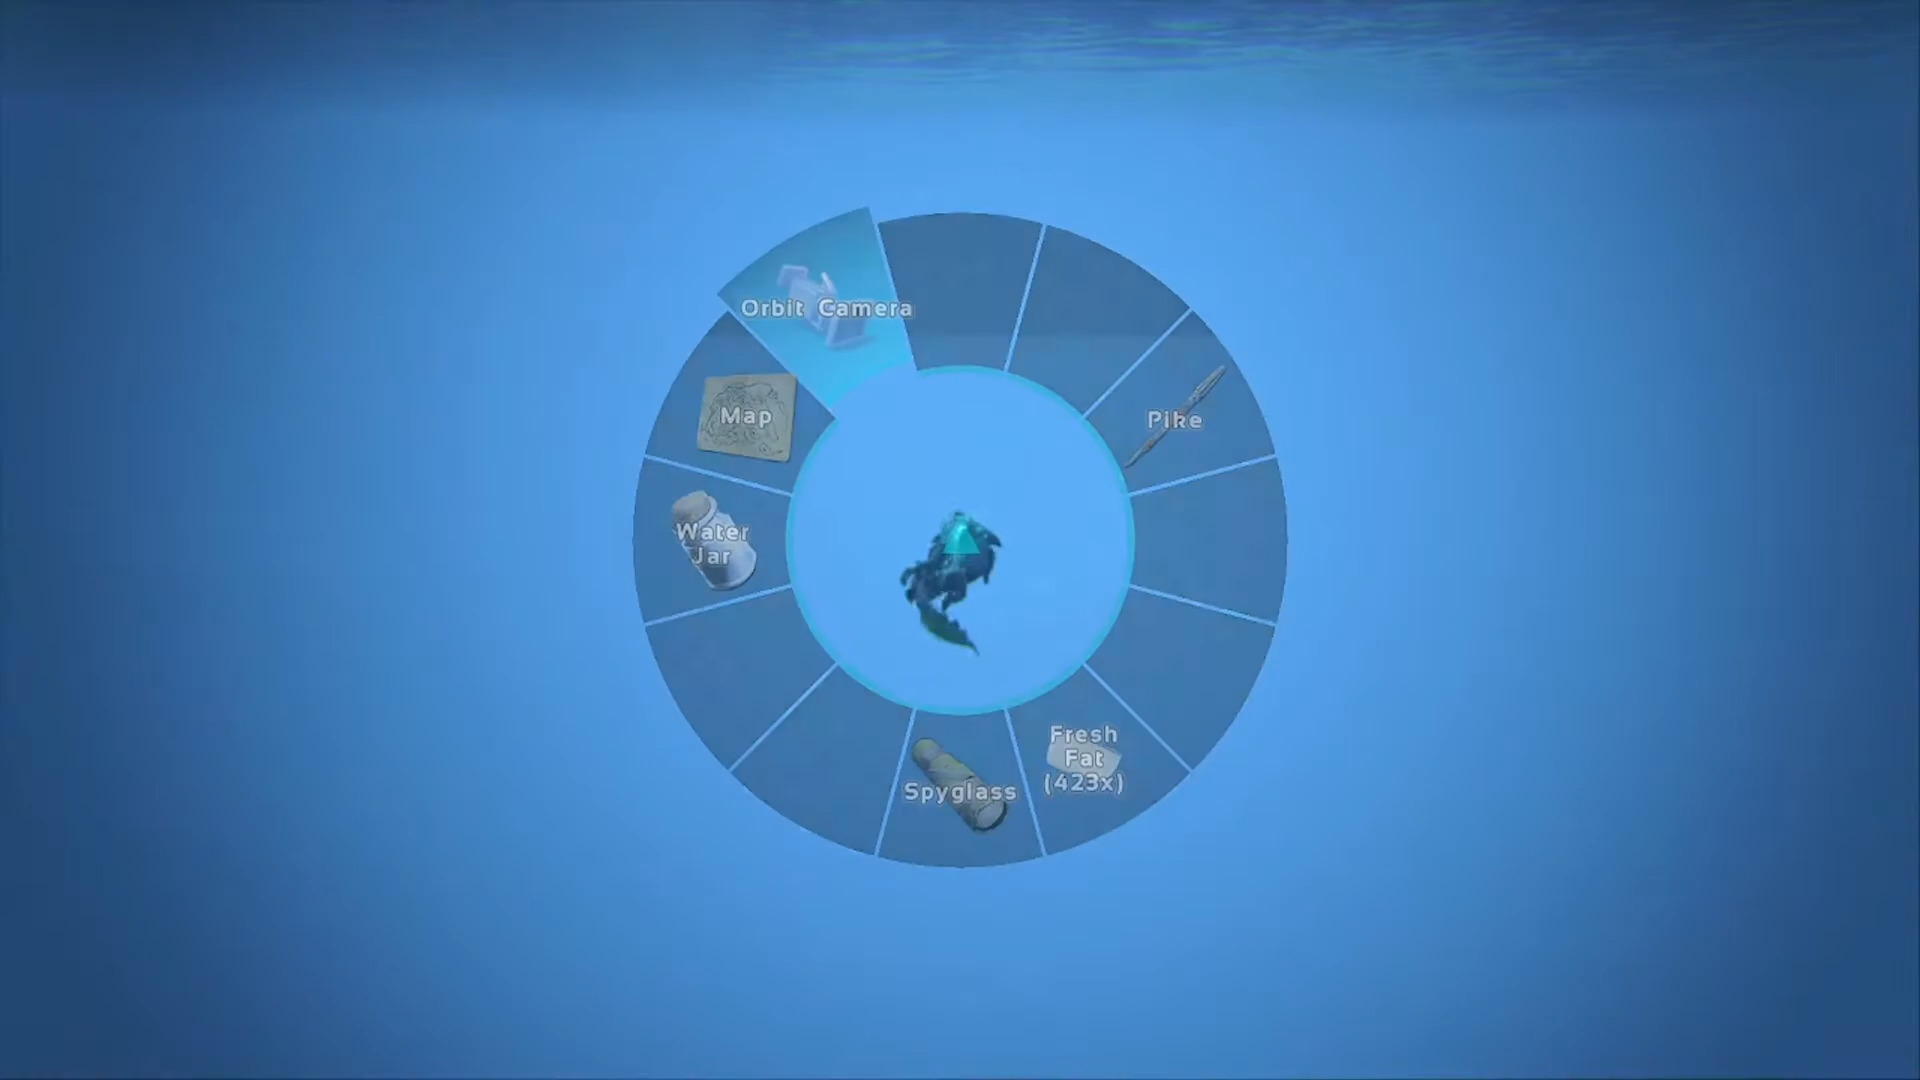 Orbit Camera
Map
Pike
Water
Jar
Fresh
Fat
(423x)
Spyglass